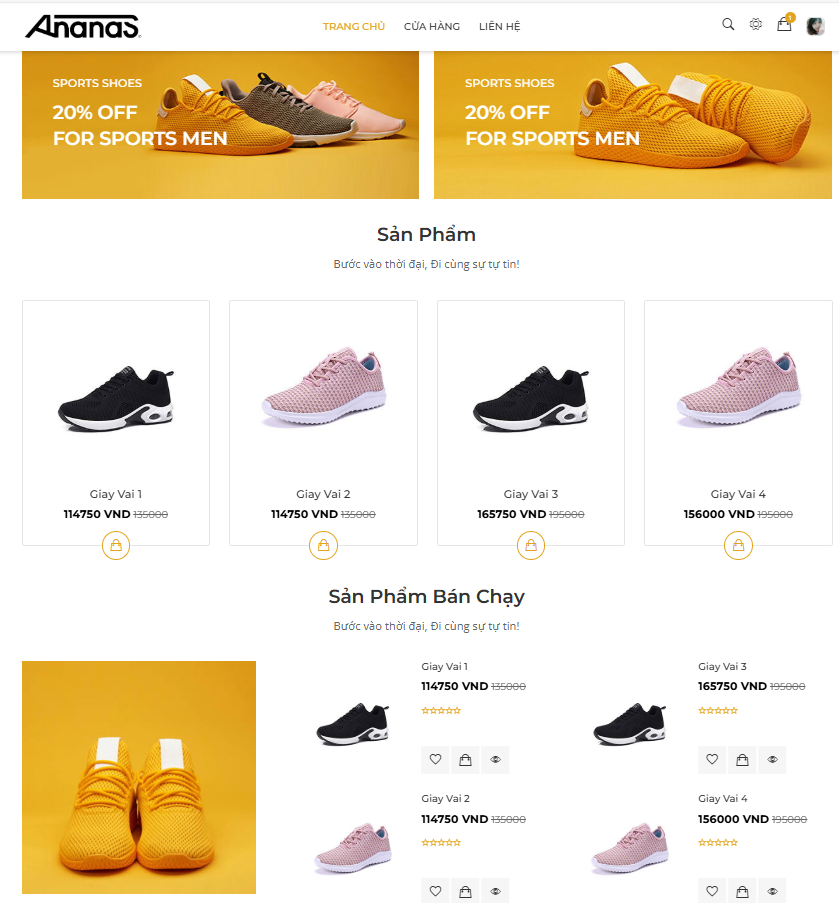 Ananas
TRANG CHỦ CỬA HÀNG LIÊN HỆ
1
SPORTS SHOES
20% OFF
FOR SPORTS MEN
SPORTS SHOES
20% OFF
FOR SPORTS MEN
Sản Phẩm
Bước vào thời đại, Đi cùng sự tự tin!
Giay Vai 1
114750 VND 135000
Giay Vai 2
114750 VND 135000
Giay Vai 3
165750 VND 195000
Giay Vai 4
156000 VND 195000
Sản Phẩm Bán Chạy
Bước vào thời đại, Đi cùng sự tự tin!
Giay Vai 1
114750 VND 135000
Giay Vai 3
165750 VND 195000
Giay Vai 2
114750 VND 135000
Giay Vai 4
156000 VND 195000